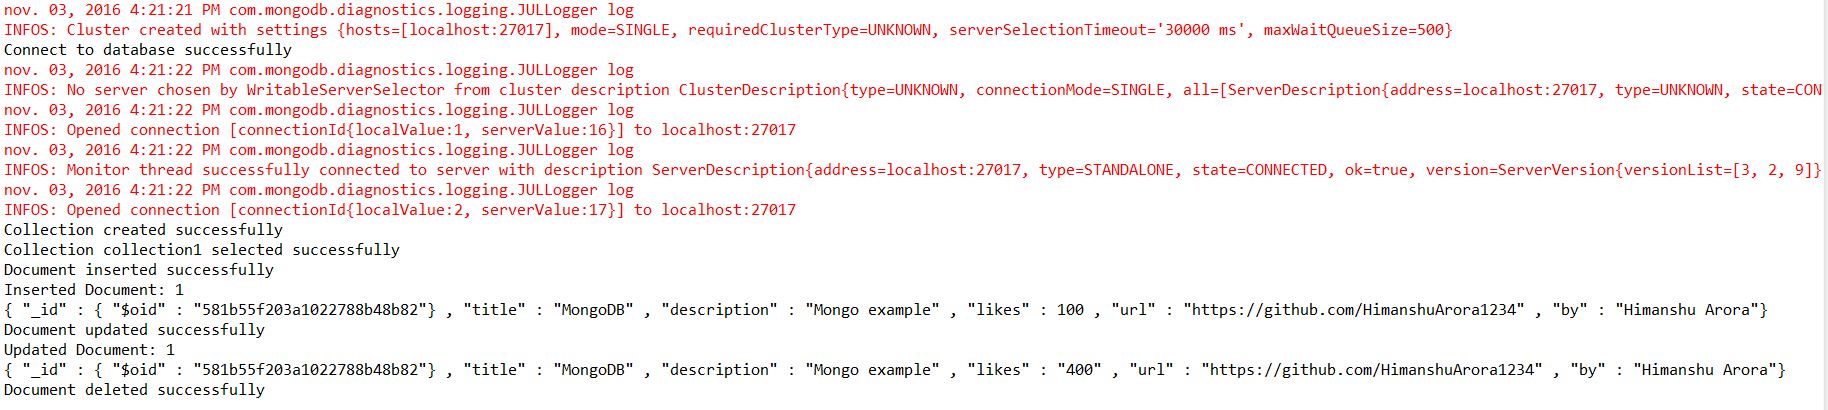 nov. 03, 2016 4:21:21 PM com.mongodb.diagnostics.logging.JULLogger log
INFOS: Cluster created with settings {hosts=[localhost:27017], mode=SINGLE, requiredClusterType=UNKNOWN, serverSelectionTimeout='30000 ms', maxWaitQueueSize=500}
Connect to database successfully
nov. 03, 2016 4:21:22 PM com.mongodb.diagnostics.logging.JULLogger log
INFOS: No server chosen by WritableServerSelector from cluster description ClusterDescription{type=UNKNOWN, connectionMode=SINGLE, all=[ServerDescription{address=localhost:27017, type=UNKNOWN, state=CON
nov. 03, 2016 4:21:22 PM com.mongodb.diagnostics.logging.JULLogger log
INFOS: Opened connection [connectionId{localValue:1, serverValue:16}] to localhost:27017
nov. 03, 2016 4:21:22 PM com.mongodb.diagnostics.logging.JULLogger log
INFOS: Monitor thread successfully connected to server with description ServerDescription{address=localhost:27017, type=STANDALONE, state=CONNECTED, ok=true, version=ServerVersion{versionList=[3, 2, 9]}
nov. 03, 2016 4:21:22 PM com.mongodb.diagnostics.logging.JULLogger log
INFOS: Opened connection [connectionId{localValue:2, serverValue:17}] to localhost:27017
Collection created successfully
Collection collection1 selected successfully
Document inserted successfully
Inserted Document: 1
{ "_id" : { "$oid" : "581b55f203a1022788b48b82"} , "title" : "MongoDB" , "description" : "Mongo example" , "likes" : 100 , "url" : "https://github.com/HimanshuArora1234" , "by" : "Himanshu Arora"}
Document updated successfully
Updated Document: 1
{ "_id" : { "$oid" : "581b55f203a1022788b48b82"} , "title" : "MongoDB" , "description" : "Mongo example" , "likes" : "400" , "url" : "https://github.com/HimanshuArora1234" , "by" : "Himanshu Arora"}
Document deleted successfully